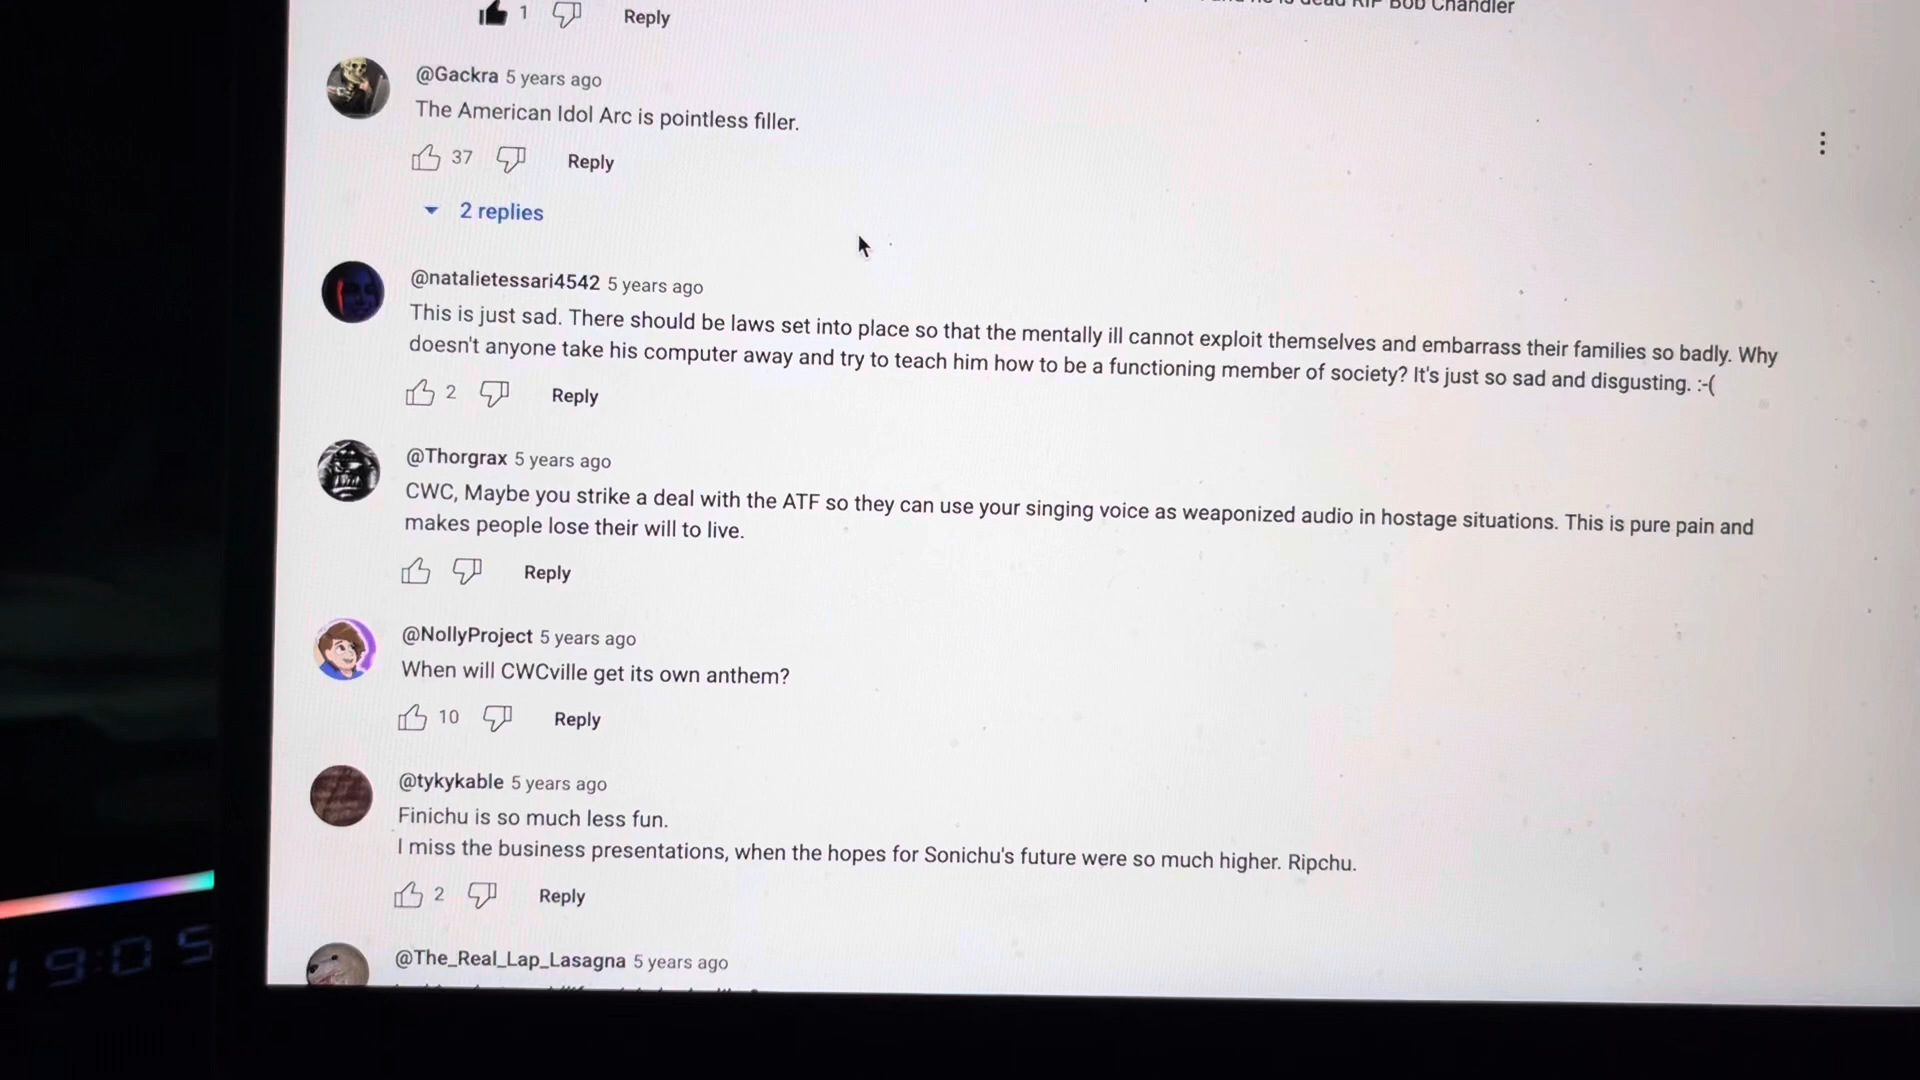 dead RIP Bob Chandler
1 Reply
@Gackra 5 years ago
The American Idol Arc is pointless filler.
37 Reply
2 replies
@natalietessari4542 5 years ago
This is just sad. There should be laws set into place so that the mentally ill cannot exploit themselves and embarrass their families so badly. Why
doesn't anyone take his computer away and try to teach him how to be a functioning member of society? It's just so sad and disgusting. :-(
2 Reply
@Thorgrax 5 years ago
CWC, Maybe you strike a deal with the ATF so they can use your singing voice as weaponized audio in hostage situations. This is pure pain and
makes people lose their will to live.
Reply
@NollyProject 5 years ago
When will CWCville get its own anthem?
10 Reply
@tykykable 5 years ago
Finichu is so much less fun.
I miss the business presentations, when the hopes for Sonichu's future were so much higher. Ripchu.
2 Reply
@The_Real_Lap_Lasagna 5 years ago
19:05